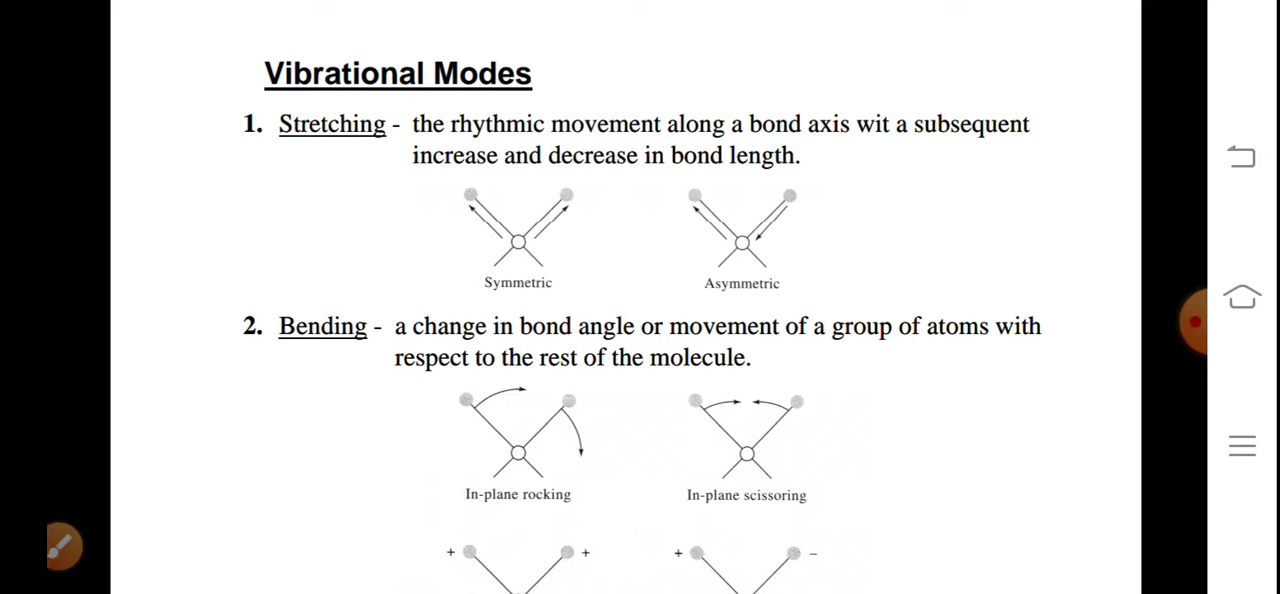 Vibrational Modes
1. Stretching - the rhythmic movement along a bond axis wit a subsequent
increase and decrease in bond length.
Symmetric
Asymmetric
2. Bending - a change in bond angle or movement of a group of atoms with
respect to the rest of the molecule.
In-plane rocking
In-plane scissoring
+ +
+ −